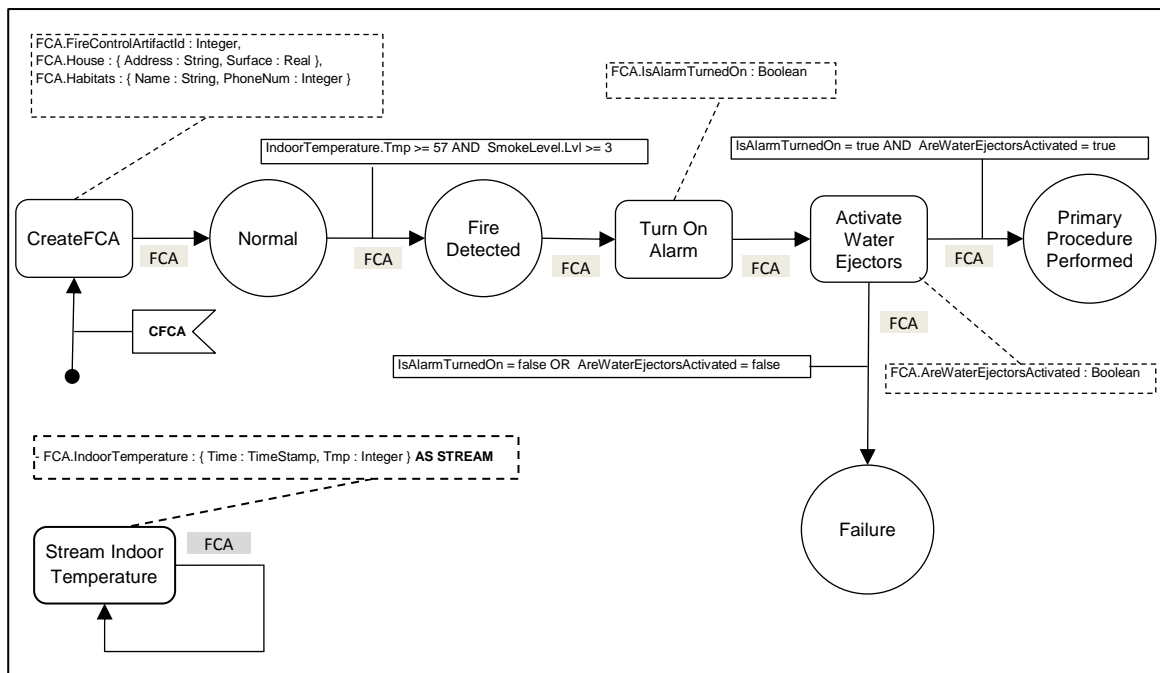 FCA.FireControlArtifactId : Integer,
FCA.House : { Address : String, Surface : Real },
FCA.Habitats : { Name : String, PhoneNum : Integer }
FCA.IsAlarmTurnedOn : Boolean
IndoorTemperature.Tmp >= 57 AND SmokeLevel.Lvl >= 3
IsAlarmTurnedOn = true AND AreWaterEjectorsActivated = true
CreateFCA
FCA
Normal
FCA
Fire
Detected
FCA
Turn On
Alarm
FCA
Activate
Water
Ejectors
FCA
Primary
Procedure
Performed
CFCA
FCA
IsAlarmTurnedOn = false OR AreWaterEjectorsActivated = false
FCA.AreWaterEjectorsActivated : Boolean
- FCA.IndoorTemperature : { Time : TimeStamp, Tmp : Integer } AS STREAM
Failure
Stream Indoor
Temperature
FCA